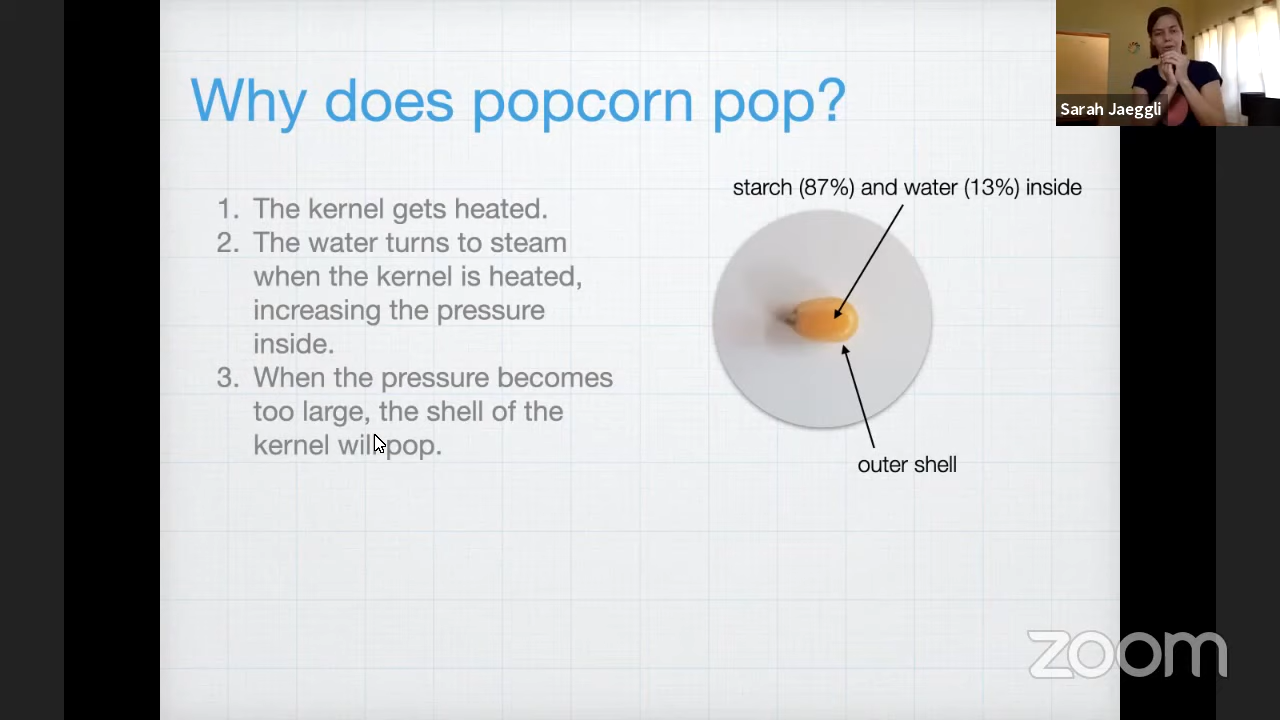 Why does popcorn pop?
Sarah Jaeggli
starch (87%) and water (13%) inside
1. The kernel gets heated.
2. The water turns to steam
when the kernel is heated,
increasing the pressure
inside.
3. When the pressure becomes
too large, the shell of the
kernel will pop.
outer shell
zoom